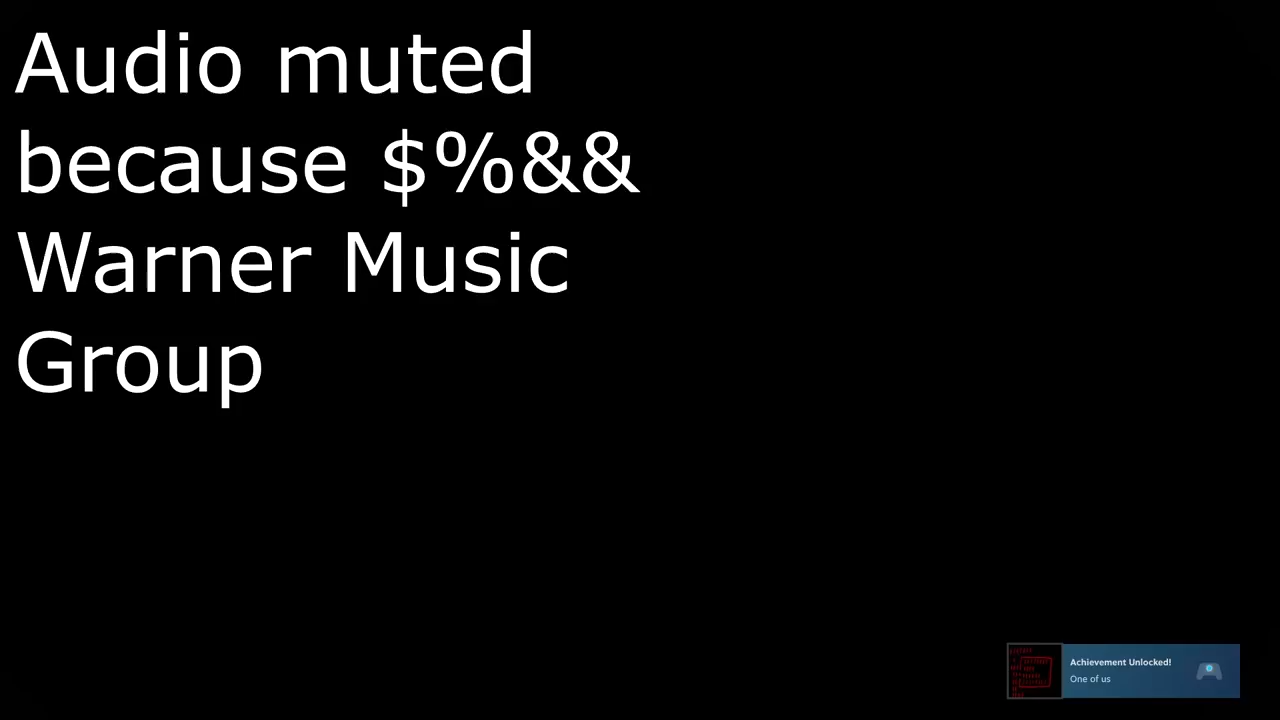 Audio muted
because $%&&
Warner Music
Group
Achievement Unlocked!
One of us